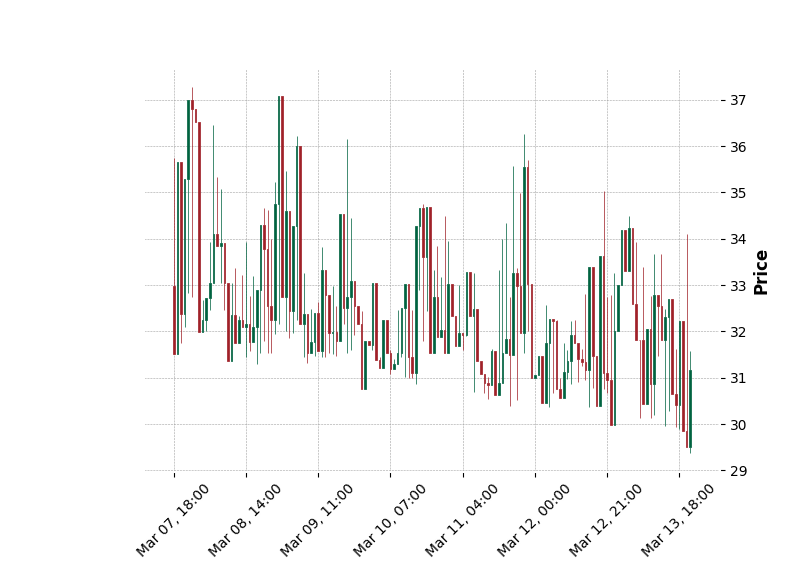 37
36
35
34
33
32
31
30
29
Price
Mar 07, 18:00
Mar 08, 14:00
Mar 09, 11:00
Mar 10, 07:00
Mar 11, 04:00
Mar 12, 00:00
Mar 12, 21:00
Mar 13, 18:00